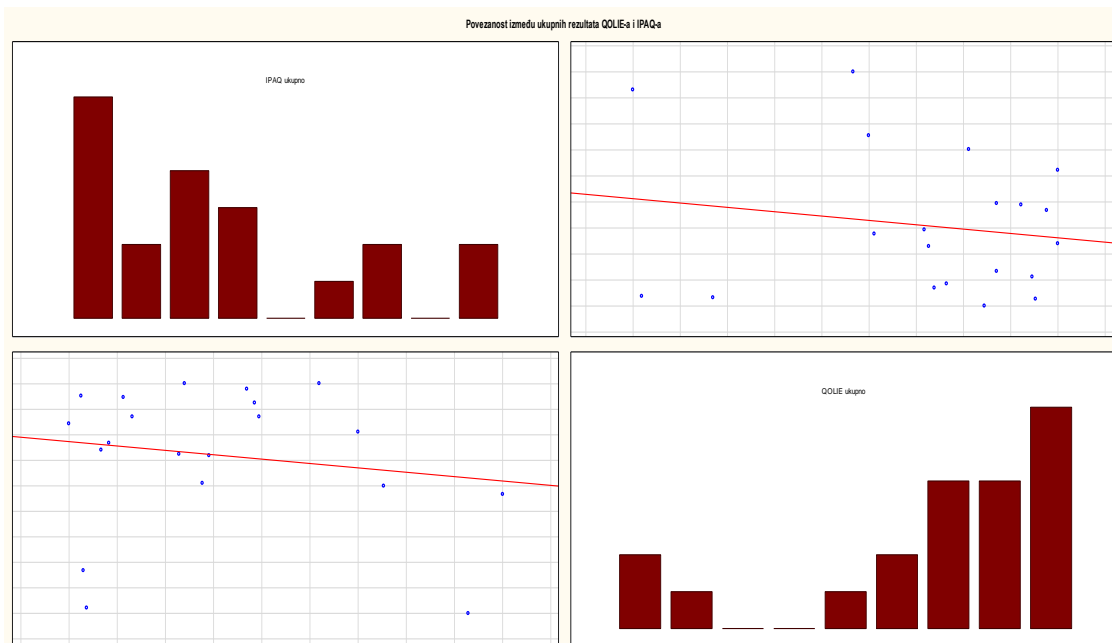 Povezanost između ukupnih rezultata QOLIE-a i IPAQ-a
IPAQ ukupno
QOLIE ukupno